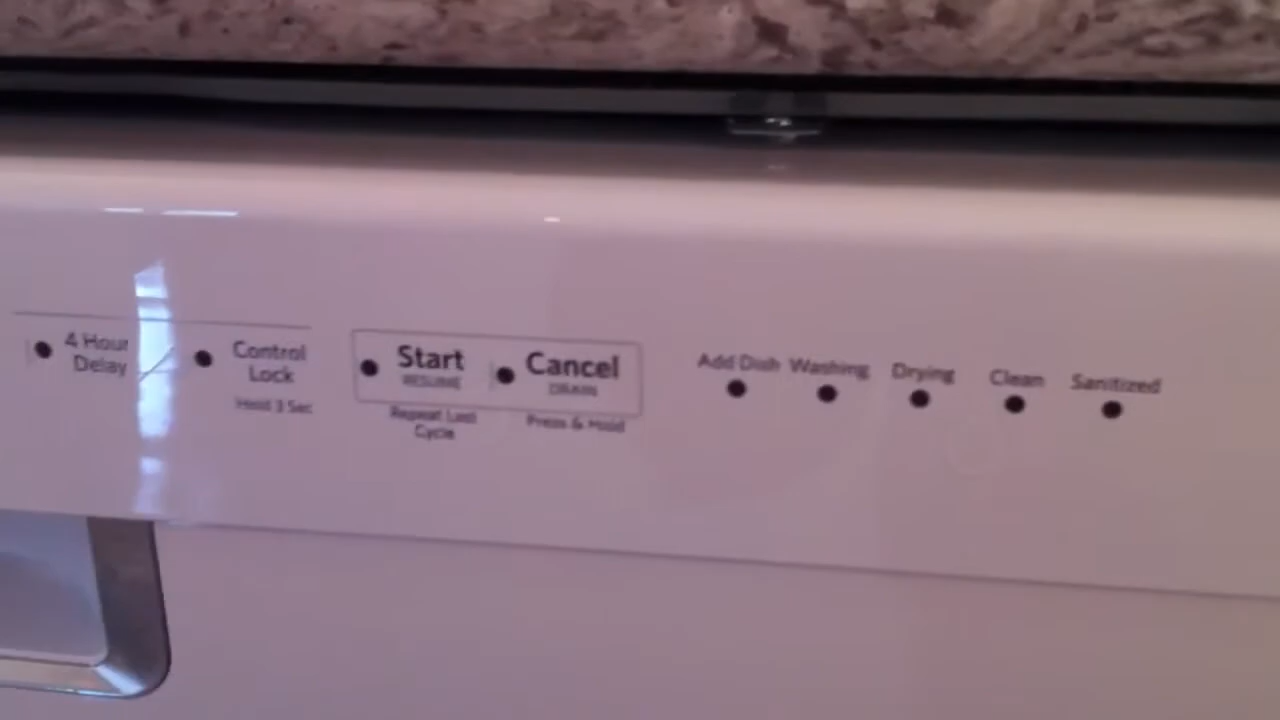 4 Hour
Delay
Control
Lock
Hold 3 Sec
Start
RESUME
Repeat Last
Cycle
Cancel
DRAIN
Press & Hold
Add Dish
Washing
Drying
Clean
Sanitized